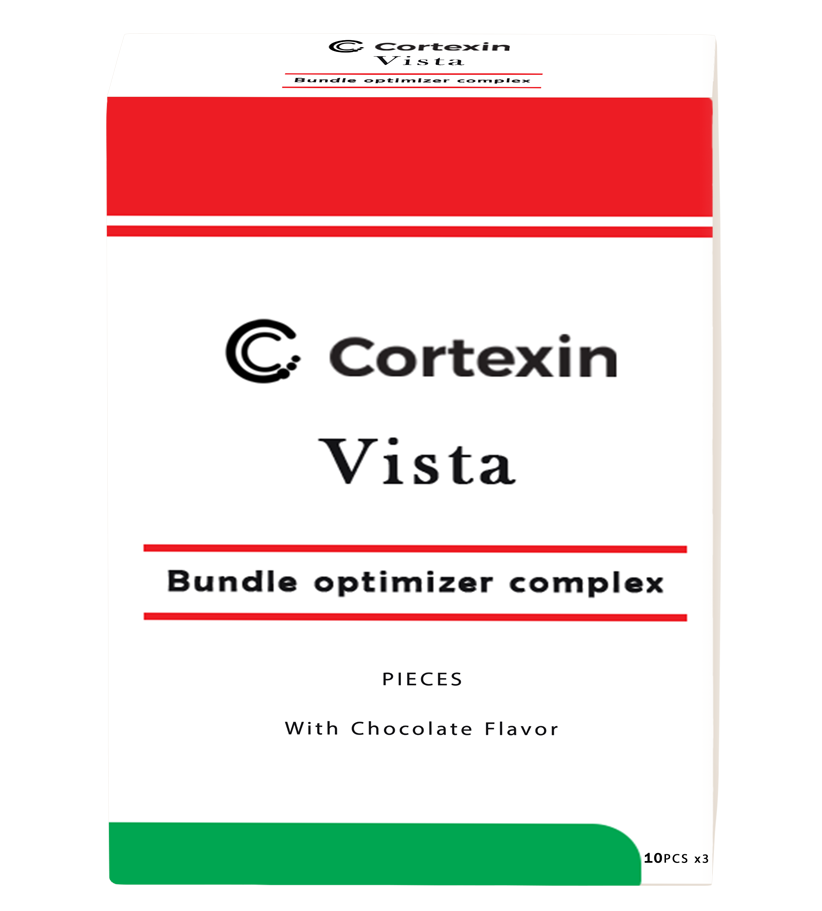 Cortexin
Vista
Bundle optimizer complex
Cortexin
Vista
Bundle optimizer complex
PIECES
With Chocolate Flavor
10PCS x3